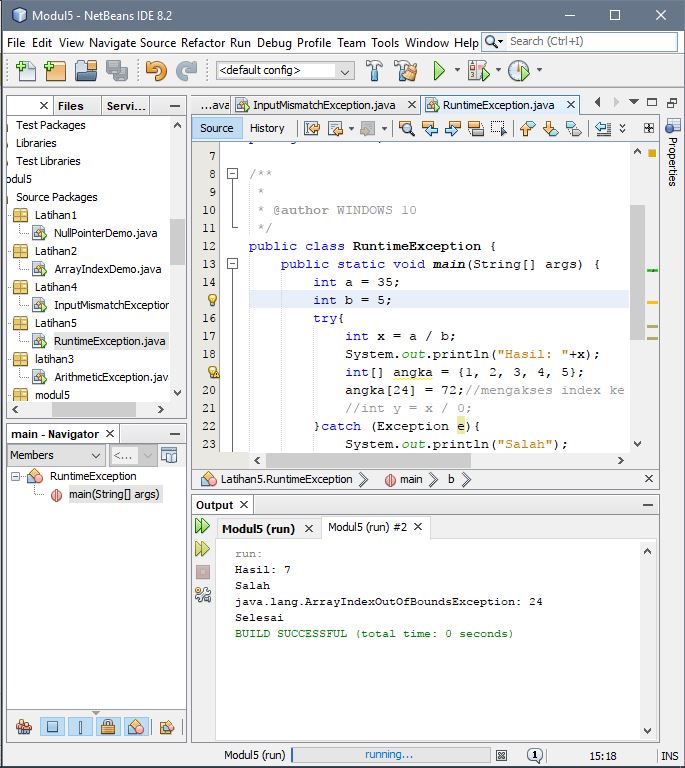 Modul5 - NetBeans IDE 8.2
File Edit View Navigate Source Refactor Run Debug Profile Team Tools Window Help
Search (Ctrl+I)
<default config>
Files Servi...
Test Packages
Libraries
Test Libraries
odul5
Source Packages
Latihan1
NullPointerDemo.java
Latihan2
ArrayIndexDemo.java
Latihan4
InputMismatchException
Latihan5
RuntimeException.java
latihan3
ArithmeticException.jav
modul5
main - Navigator
Members
<...
RuntimeException
main(String[] args)
...ava InputMismatchException.java RuntimeException.java
Source History
Properties
7
8 /**
9 *
10 * @author WINDOWS 10
11 */
12 public class RuntimeException {
13 public static void main(String[] args) {
14 int a = 35;
int b = 5;
16 try{
17 int x = a / b;
18 System.out.println("Hasil: "+x);
int[] angka = {1, 2, 3, 4, 5};
20 angka[24] = 72;//mengakses index ke
21 //int y = x / 0;
22 }catch (Exception e){
23 System.out.println("Salah");
Latihan5.RuntimeException main b
Output
Modul5 (run) Modul5 (run) #2
run:
Hasil: 7
Salah
java.lang.ArrayIndexOutOfBoundsException: 24
Selesai
BUILD SUCCESSFUL (total time: 0 seconds)
Modul5 (run) running... 1 15:18 INS